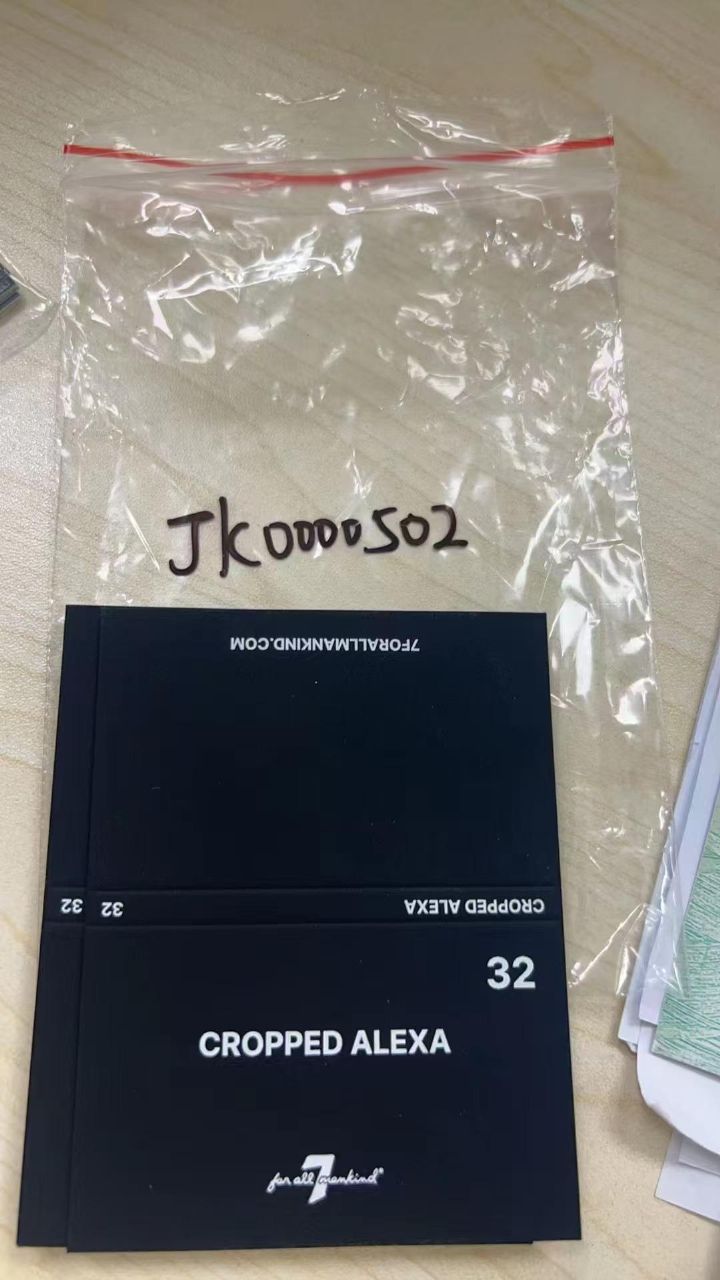 JK0000502
7FORALLMANKIND.COM
32 32 CROPPED ALEXA
32
CROPPED ALEXA
7 for all mankind®